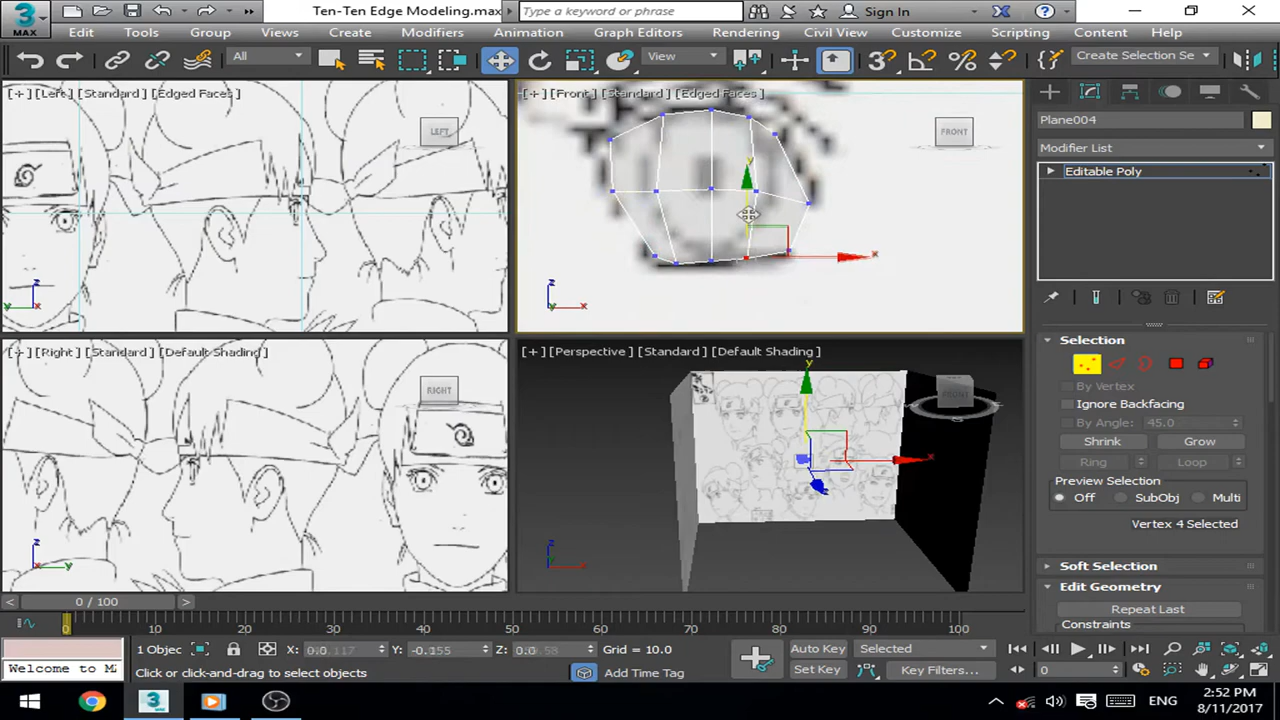 MAX
Ten-Ten Edge Modeling.max
Type a keyword or phrase
Sign In
Edit Tools Group Views Create Modifiers Animation Graph Editors Rendering Civil View Customize Scripting Content Help
All
View
Create Selection Se
[+] [Left] [Standard] [Edged Faces]
LEFT
[+] [Front] [Standard] [Edged Faces]
FRONT
Plane004
Modifier List
Editable Poly
[+] [Right] [Standard] [Default Shading]
RIGHT
[+] [Perspective] [Standard] [Default Shading]
FRONT
Selection
By Vertex
Ignore Backfacing
By Angle: 45.0
Shrink Grow
Ring Loop
Preview Selection
Off SubObj Multi
Vertex 4 Selected
Soft Selection
Edit Geometry
Repeat Last
Constraints
0 / 100
0 10 20 30 40 50 60 70 80 90 100
1 Objec
X:
Y: -0.155
Z:
Grid = 10.0
Auto Key
Selected
Welcome to M
Click or click-and-drag to select objects
Add Time Tag
Set Key
Key Filters...
0
ENG
2:52 PM
8/11/2017